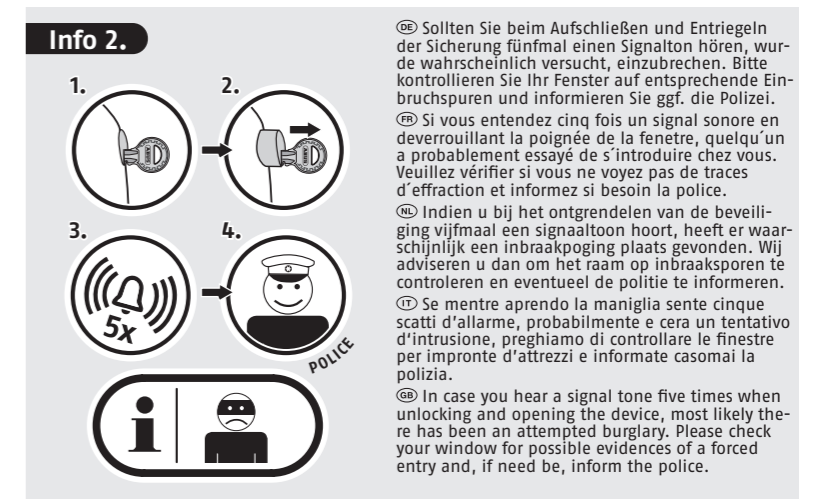 Info 2.
1.
2.
ABUS
ABUS
3.
4.
5x
POLICE
i
DE Sollten Sie beim Aufschließen und Entriegeln
der Sicherung fünfmal einen Signalton hören, wur-
de wahrscheinlich versucht, einzubrechen. Bitte
kontrollieren Sie Ihr Fenster auf entsprechende Ein-
bruchspuren und informieren Sie ggf. die Polizei.
FR Si vous entendez cinq fois un signal sonore en
deverrouillant la poignée de la fenetre, quelqu´un
a probablement essayé de s´introduire chez vous.
Veuillez vérifier si vous ne voyez pas de traces
d´effraction et informez si besoin la police.
NL Indien u bij het ontgrendelen van de beveili-
ging vijfmaal een signaaltoon hoort, heeft er waar-
schijnlijk een inbraakpoging plaats gevonden. Wij
adviseren u dan om het raam op inbraaksporen te
controleren en eventueel de politie te informeren.
IT Se mentre aprendo la maniglia sente cinque
scatti d'allarme, probabilmente e cera un tentativo
d'intrusione, preghiamo di controllare le finestre
per impronte d'attrezzi e informate casomai la
polizia.
GB In case you hear a signal tone five times when
unlocking and opening the device, most likely the-
re has been an attempted burglary. Please check
your window for possible evidences of a forced
entry and, if need be, inform the police.